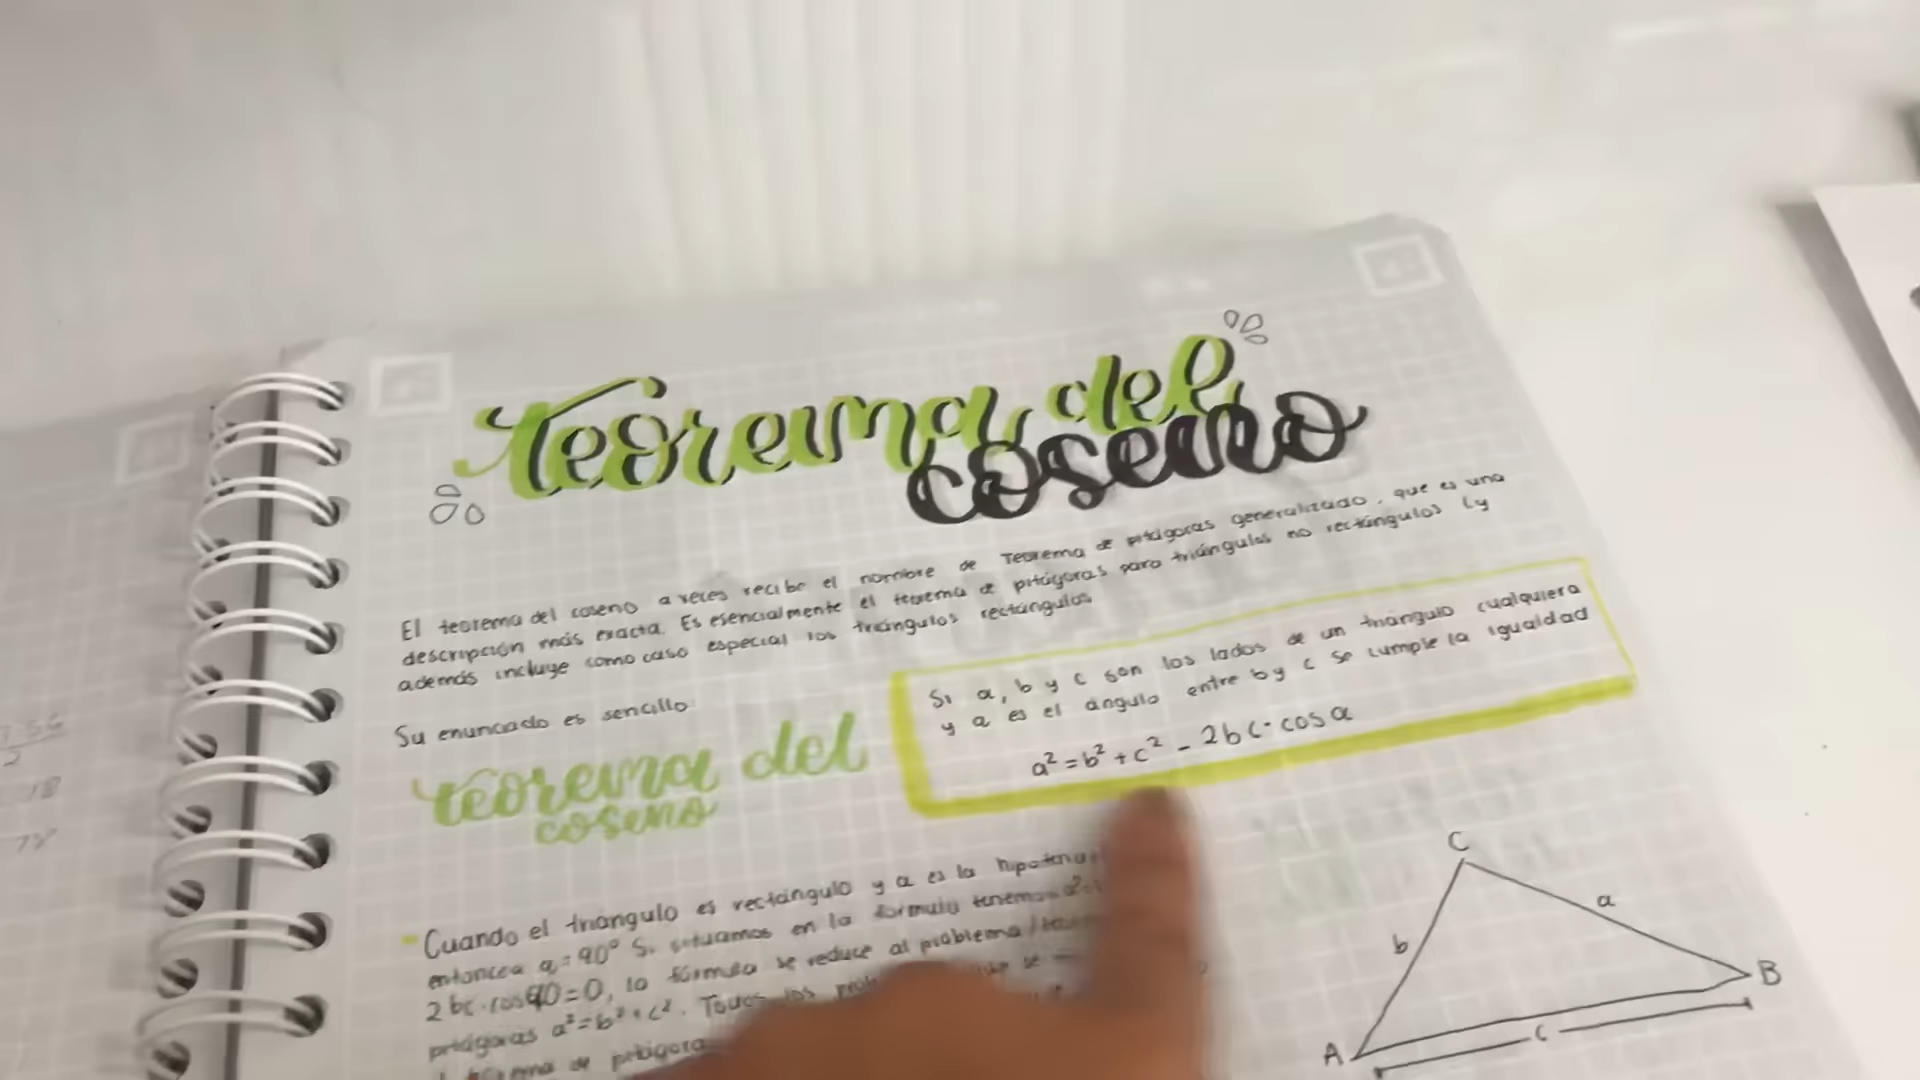 Teorema del
coseno
El teorema del coseno a veces recibe el nombre de Teorema de pitágoras generalizado, que es una
descripción más exacta. Es esencialmente el teorema de pitágoras para triángulos no rectángulos (y
además incluye como caso especial los triángulos rectángulos
Su enunciado es sencillo:
teorema del
coseno
Si a, b y c son los lados de un triángulo cualquiera
y α es el ángulo entre b y c se cumple la igualdad
a² = b² + c² - 2bc · cos α
Cuando el triángulo es rectángulo y a es la
entonces α = 90° Si situamos en la fórmula tenemos
2bc · cos 90 = 0, la fórmula se reduce al problema
pitágoras a² = b² + c². Todos los
de pitágoras
C
a
b
B
A
c